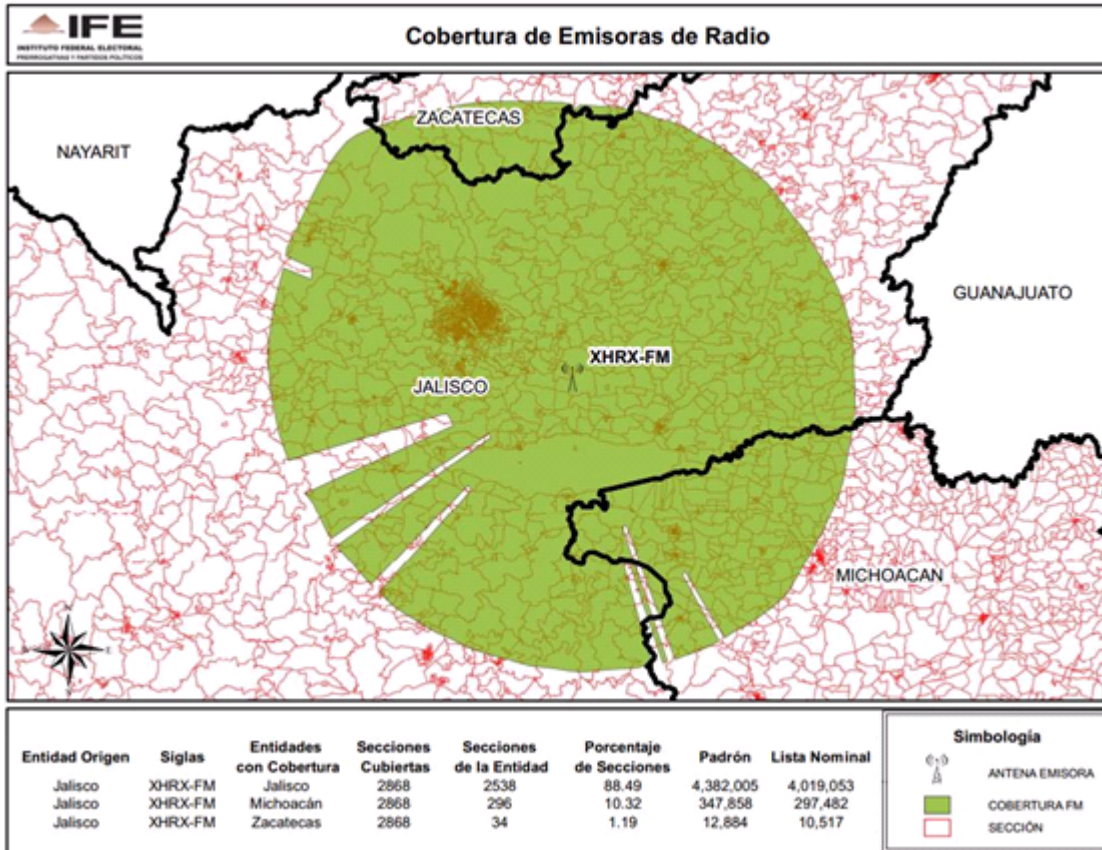 IFE
INSTITUTO FEDERAL ELECTORAL
PRERROGATIVAS Y PARTIDOS POLÍTICOS
Cobertura de Emisoras de Radio
ZACATECAS
NAYARIT
GUANAJUATO
XHRX-FM
JALISCO
MICHOACAN
Entidad Origen Siglas Entidades con Cobertura Secciones Cubiertas Secciones de la Entidad Porcentaje de Secciones Padrón Lista Nominal
Jalisco XHRX-FM Jalisco 2868 2538 88.49 4,382,005 4,019,053
Jalisco XHRX-FM Michoacán 2868 296 10.32 347,858 297,482
Jalisco XHRX-FM Zacatecas 2868 34 1.19 12,884 10,517
Simbología
ANTENA EMISORA
COBERTURA FM
SECCIÓN